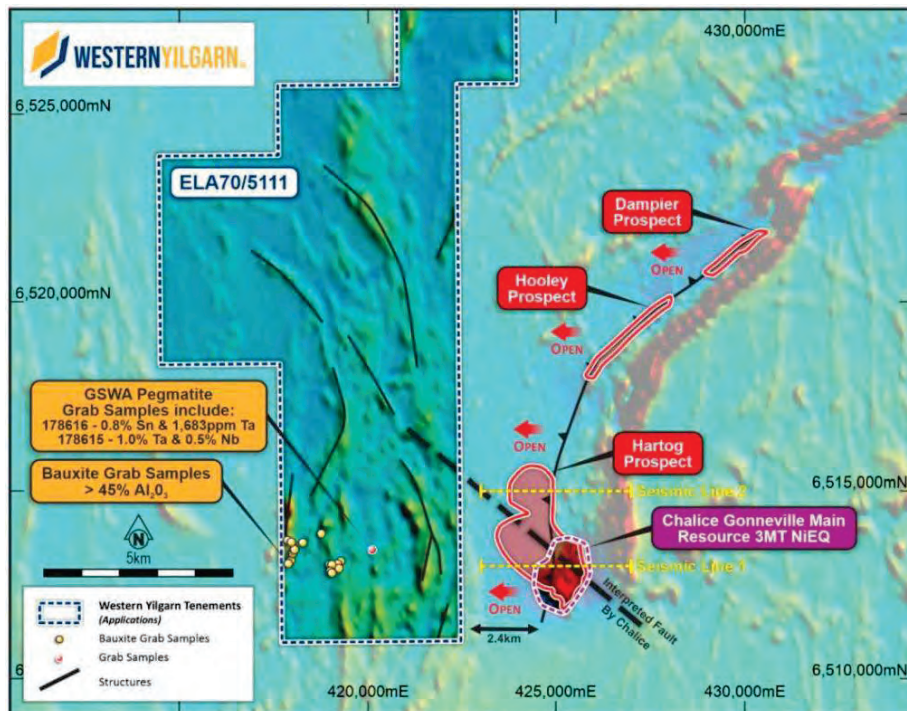 WESTERNYILGARN
430,000mE
6,525,000mN
ELA70/5111
Dampier
Prospect
OPEN
Hooley
Prospect
6,520,000mN
OPEN
GSWA Pegmatite
Grab Samples include:
178616 - 0.8% Sn & 1,683ppm Ta
178615 - 1.0% Ta & 0.5% Nb
OPEN
Hartog
Prospect
Bauxite Grab Samples
> 45% Al₂O₃
Seismic Line 2
6,515,000mN
N
5km
Chalice Gonneville Main
Resource 3MT NiEQ
Seismic Line 1
OPEN
Interpreted Fault
By Chalice
2.4km
Western Yilgarn Tenements
(Applications)
Bauxite Grab Samples
Grab Samples
Structures
6,510,000mN
420,000mE
425,000mE
430,000mE